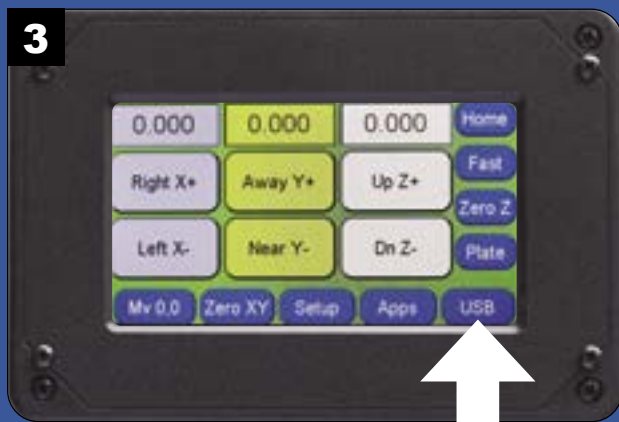 3
0.000 0.000 0.000 Home
Right X+ Away Y+ Up Z+ Fast
Zero Z
Left X- Near Y- Dn Z- Plate
Mv 0,0 Zero XY Setup Apps USB